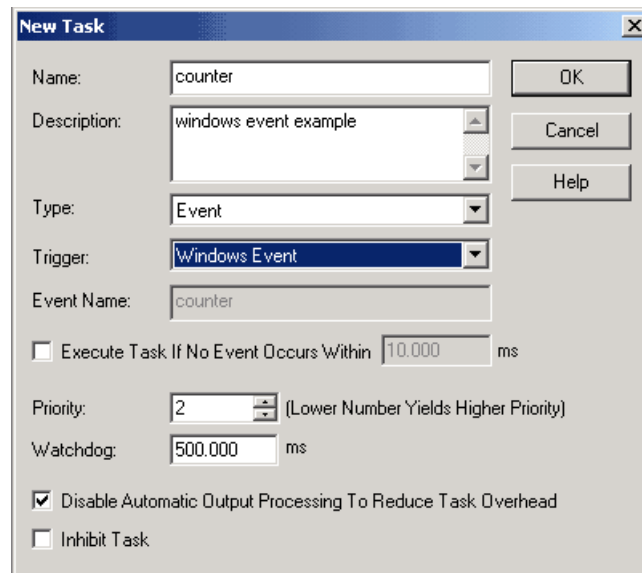 New Task
Name: counter OK
Description: windows event example Cancel
Help
Type: Event
Trigger: Windows Event
Event Name: counter
Execute Task If No Event Occurs Within 10.000 ms
Priority: 2 (Lower Number Yields Higher Priority)
Watchdog: 500.000 ms
Disable Automatic Output Processing To Reduce Task Overhead
Inhibit Task